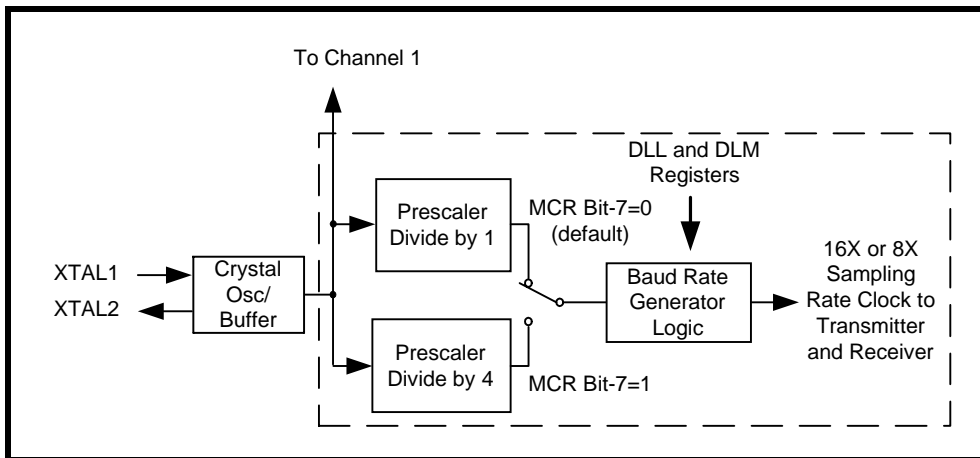 To Channel 1
DLL and DLM
Registers
Prescaler
Divide by 1
MCR Bit-7=0
(default)
XTAL1
XTAL2
Crystal
Osc/
Buffer
Baud Rate
Generator
Logic
16X or 8X
Sampling
Rate Clock to
Transmitter
and Receiver
Prescaler
Divide by 4
MCR Bit-7=1